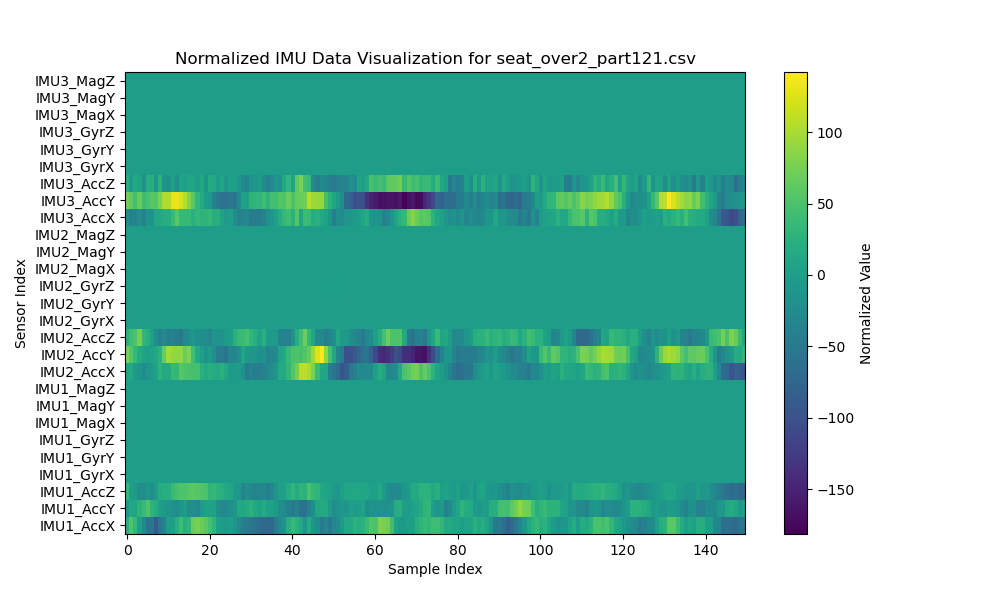 Normalized IMU Data Visualization for seat_over2_part121.csv
IMU3_MagZ
IMU3_MagY
IMU3_MagX
IMU3_GyrZ
IMU3_GyrY
IMU3_GyrX
IMU3_AccZ
IMU3_AccY
IMU3_AccX
IMU2_MagZ
IMU2_MagY
IMU2_MagX
IMU2_GyrZ
IMU2_GyrY
IMU2_GyrX
IMU2_AccZ
IMU2_AccY
IMU2_AccX
IMU1_MagZ
IMU1_MagY
IMU1_MagX
IMU1_GyrZ
IMU1_GyrY
IMU1_GyrX
IMU1_AccZ
IMU1_AccY
IMU1_AccX
Sensor Index
0 20 40 60 80 100 120 140
Sample Index
100
50
0
−50
−100
−150
Normalized Value